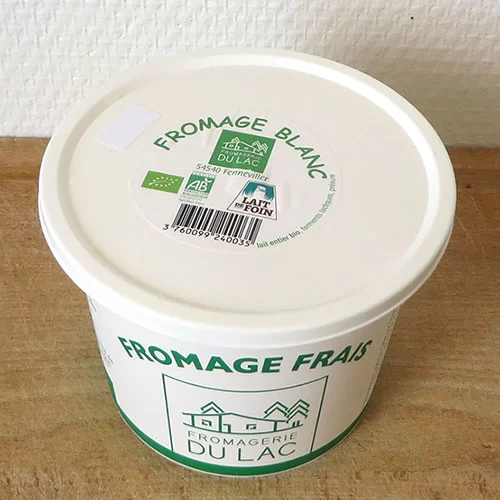 FROMAGE BLANC
FROMAGERIE
DU LAC
54540 Fenneviller
AB
LAIT
DE FOIN
3 760099 240035
lait entier bio, ferments lactiques, présure
FROMAGE FRAIS
FROMAGERIE
DU LAC